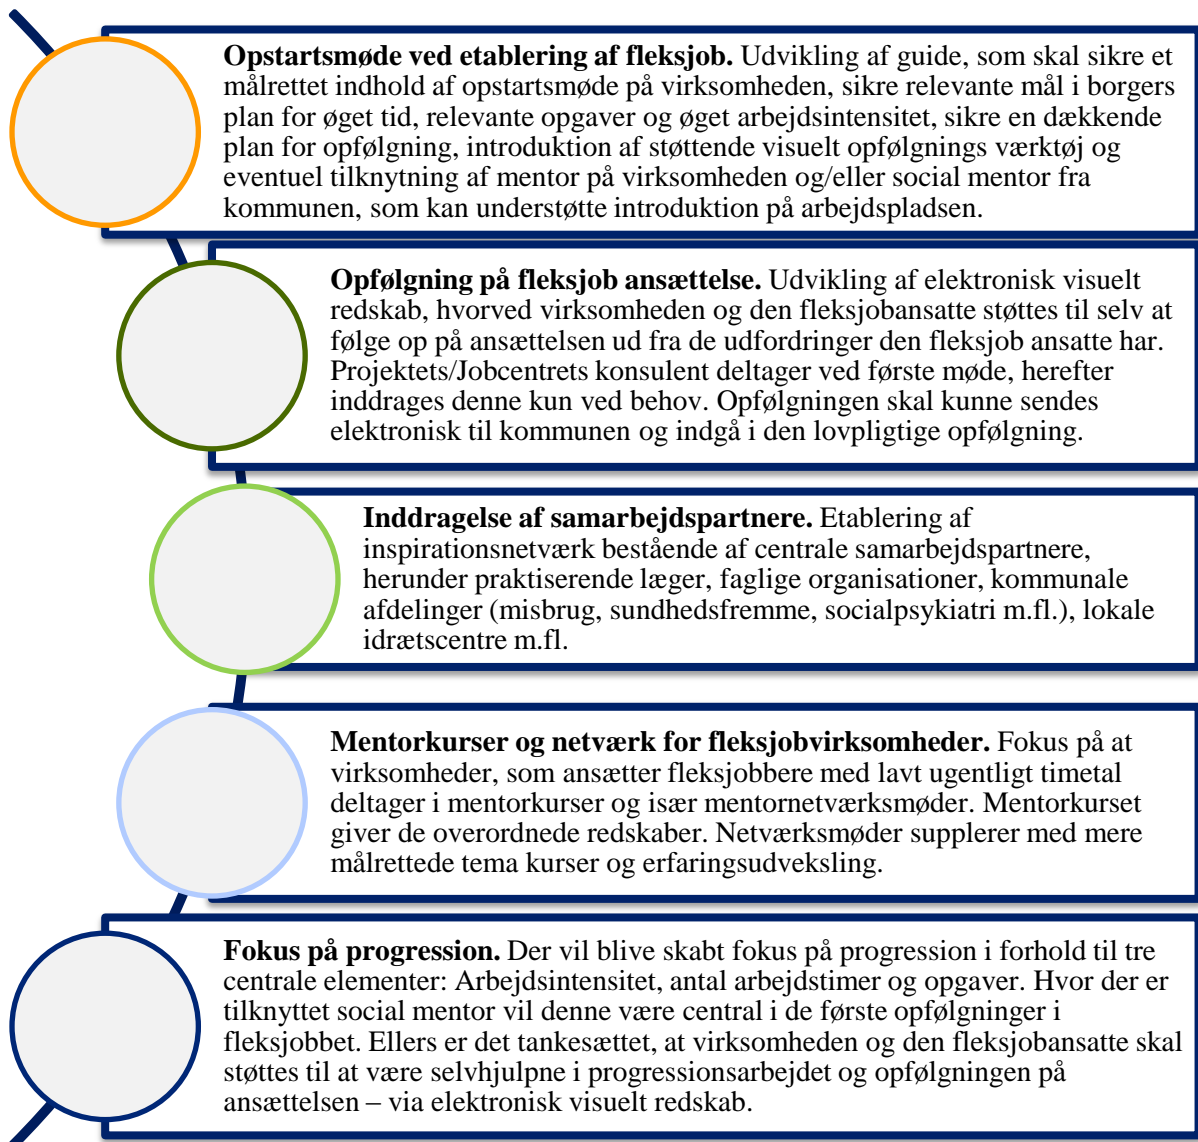 Opstartsmøde ved etablering af fleksjob. Udvikling af guide, som skal sikre et
målrettet indhold af opstartsmøde på virksomheden, sikre relevante mål i borgers
plan for øget tid, relevante opgaver og øget arbejdsintensitet, sikre en dækkende
plan for opfølgning, introduktion af støttende visuelt opfølgnings værktøj og
eventuel tilknytning af mentor på virksomheden og/eller social mentor fra
kommunen, som kan understøtte introduktion på arbejdspladsen.
Opfølgning på fleksjob ansættelse. Udvikling af elektronisk visuelt
redskab, hvorved virksomheden og den fleksjobansatte støttes til selv at
følge op på ansættelsen ud fra de udfordringer den fleksjob ansatte har.
Projektets/Jobcentrets konsulent deltager ved første møde, herefter
inddrages denne kun ved behov. Opfølgningen skal kunne sendes
elektronisk til kommunen og indgå i den lovpligtige opfølgning.
Inddragelse af samarbejdspartnere. Etablering af
inspirationsnetværk bestående af centrale samarbejdspartnere,
herunder praktiserende læger, faglige organisationer, kommunale
afdelinger (misbrug, sundhedsfremme, socialpsykiatri m.fl.), lokale
idrætscentre m.fl.
Mentorkurser og netværk for fleksjobvirksomheder. Fokus på at
virksomheder, som ansætter fleksjobbere med lavt ugentligt timetal
deltager i mentorkurser og især mentornetværksmøder. Mentorkurset
giver de overordnede redskaber. Netværksmøder supplerer med mere
målrettede tema kurser og erfaringsudveksling.
Fokus på progression. Der vil blive skabt fokus på progression i forhold til tre
centrale elementer: Arbejdsintensitet, antal arbejdstimer og opgaver. Hvor der er
tilknyttet social mentor vil denne være central i de første opfølgninger i
fleksjobbet. Ellers er det tankesættet, at virksomheden og den fleksjobansatte skal
støttes til at være selvhjulpne i progressionsarbejdet og opfølgningen på
ansættelsen – via elektronisk visuelt redskab.